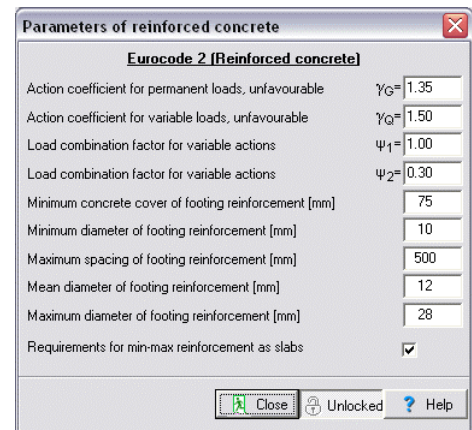 Parameters of reinforced concrete
Eurocode 2 (Reinforced concrete)
Action coefficient for permanent loads, unfavourable γG= 1.35
Action coefficient for variable loads, unfavourable γQ= 1.50
Load combination factor for variable actions Ψ1= 1.00
Load combination factor for variable actions Ψ2= 0.30
Minimum concrete cover of footing reinforcement [mm] 75
Minimum diameter of footing reinforcement [mm] 10
Maximum spacing of footing reinforcement [mm] 500
Mean diameter of footing reinforcement [mm] 12
Maximum diameter of footing reinforcement [mm] 28
Requirements for min-max reinforcement as slabs
Close Unlocked ? Help